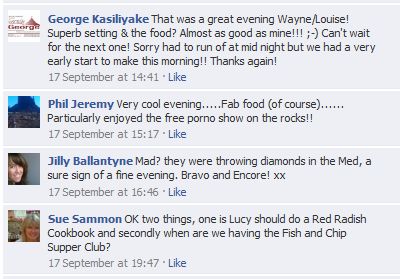 George
George Kasiliyake That was a great evening Wayne/Louise!
Superb setting & the food? Almost as good as mine!!! ;-) Can't wait
for the next one! Sorry had to run of at mid night but we had a very
early start to make this morning!! Thanks again!
17 September at 14:41 · Like
Phil Jeremy Very cool evening.....Fab food (of course)......
Particularly enjoyed the free porno show on the rocks!!
17 September at 15:17 · Like
Jilly Ballantyne Mad? they were throwing diamonds in the Med, a
sure sign of a fine evening. Bravo and Encore! xx
17 September at 16:46 · Like
Sue Sammon OK two things, one is Lucy should do a Red Radish
Cookbook and secondly when are we having the Fish and Chip
Supper Club?
17 September at 19:47 · Like